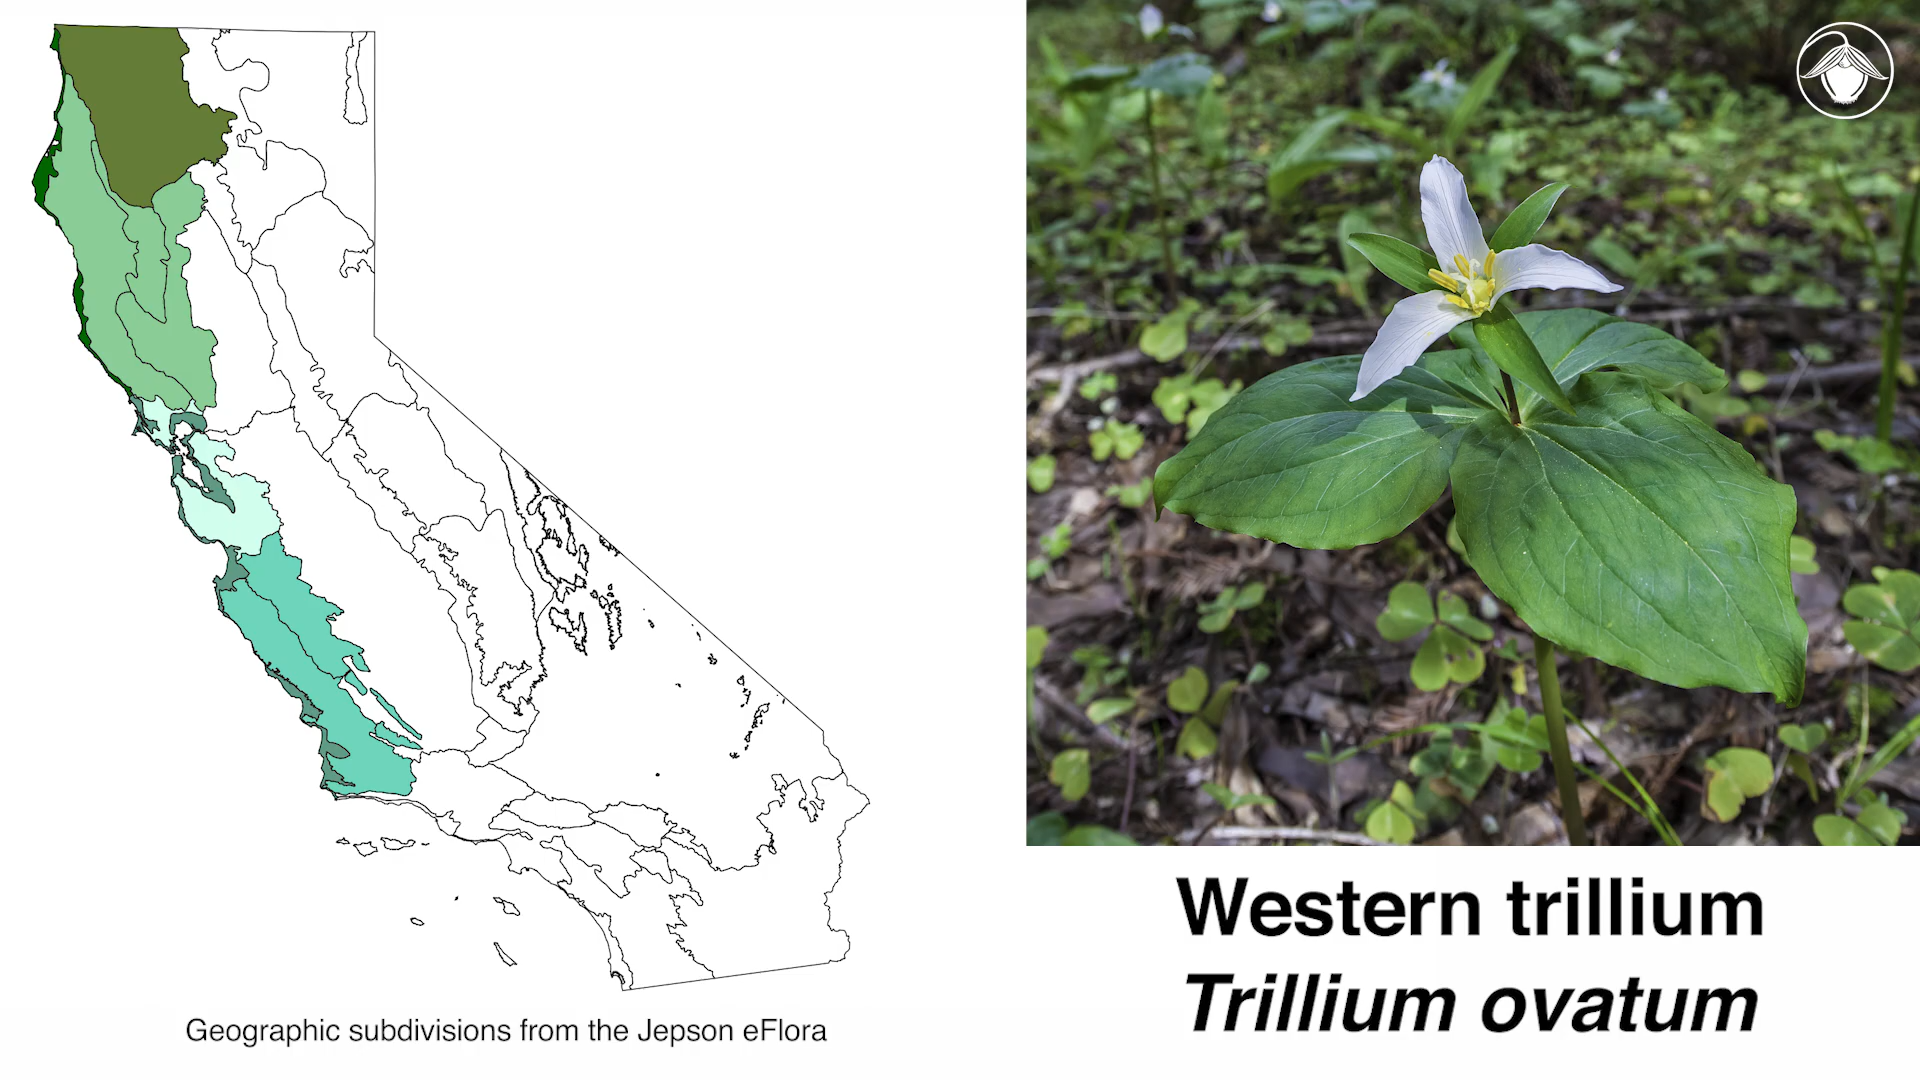 Geographic subdivisions from the Jepson eFlora
Western trillium
Trillium ovatum